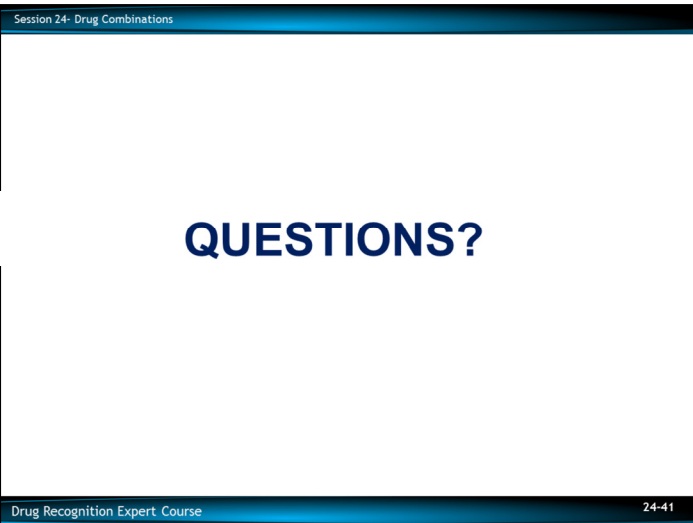 Session 24- Drug Combinations
QUESTIONS?
Drug Recognition Expert Course
24-41